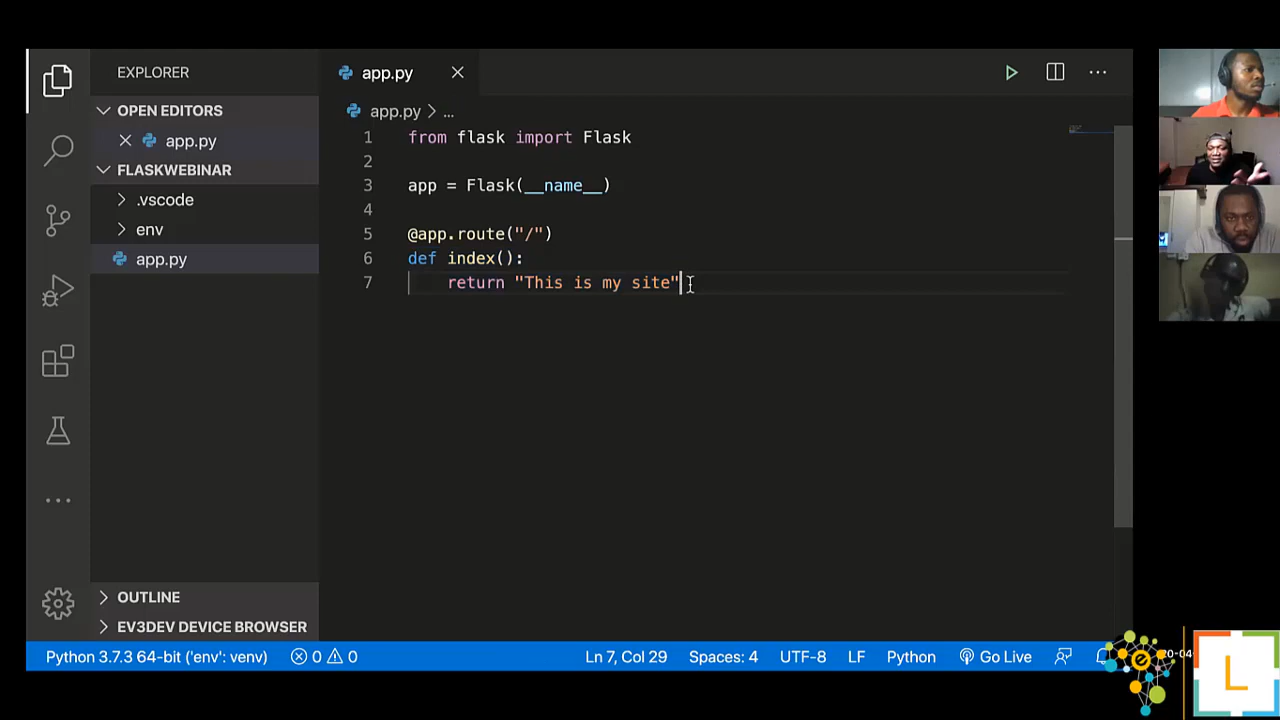 EXPLORER
OPEN EDITORS
app.py
FLASKWEBINAR
.vscode
env
app.py
OUTLINE
EV3DEV DEVICE BROWSER
app.py
app.py > ...
1 from flask import Flask
2
3 app = Flask(__name__)
4
5 @app.route("/")
6 def index():
7 return "This is my site"
Python 3.7.3 64-bit ('env': venv) 0 0 Ln 7, Col 29 Spaces: 4 UTF-8 LF Python Go Live
L